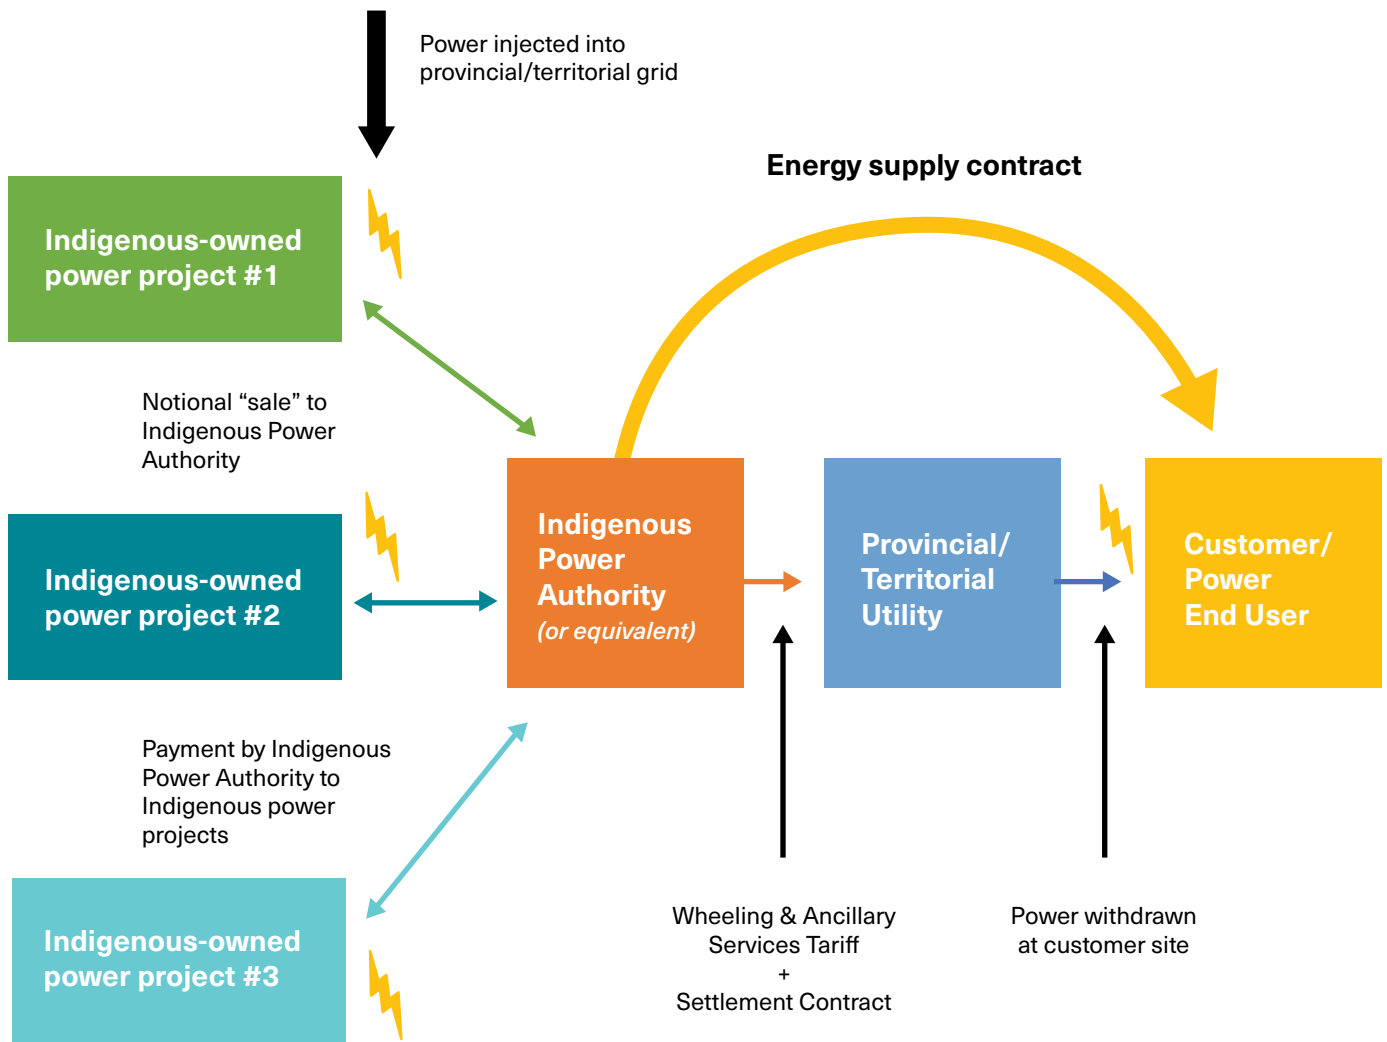 Power injected into
provincial/territorial grid
Energy supply contract
Indigenous-owned
power project #1
Notional “sale” to
Indigenous Power
Authority
Indigenous-owned
power project #2
Indigenous
Power
Authority
(or equivalent)
Provincial/
Territorial
Utility
Customer/
Power
End User
Payment by Indigenous
Power Authority to
Indigenous power
projects
Indigenous-owned
power project #3
Wheeling & Ancillary
Services Tariff
+
Settlement Contract
Power withdrawn
at customer site